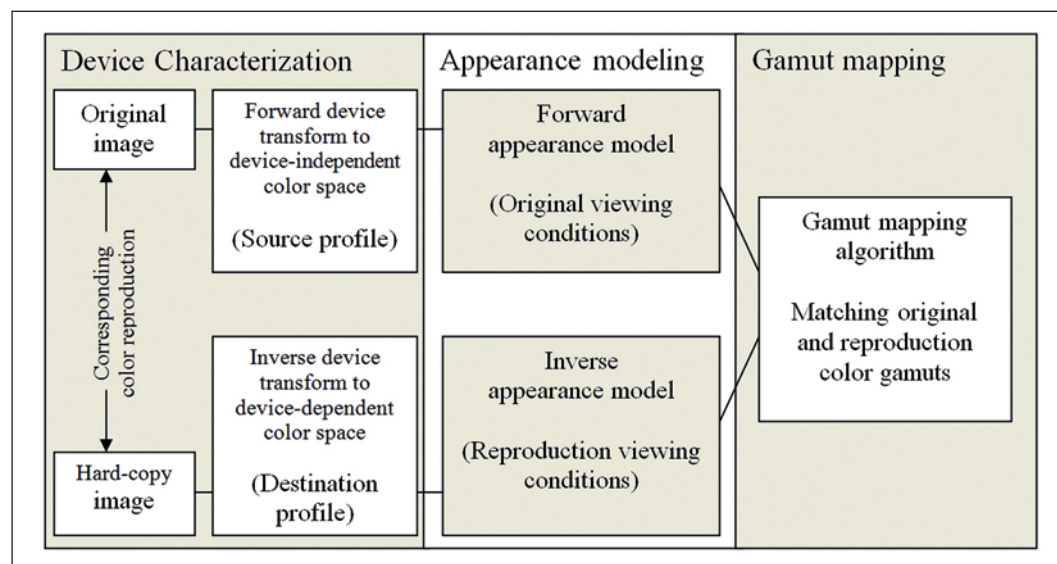 Device Characterization
Appearance modeling
Gamut mapping
Original
image
Forward device
transform to
device-independent
color space
(Source profile)
Forward
appearance model
(Original viewing
conditions)
Gamut mapping
algorithm
Matching original
and reproduction
color gamuts
Corresponding
color reproduction
Inverse device
transform to
device-dependent
color space
(Destination
profile)
Inverse
appearance model
(Reproduction viewing
conditions)
Hard-copy
image